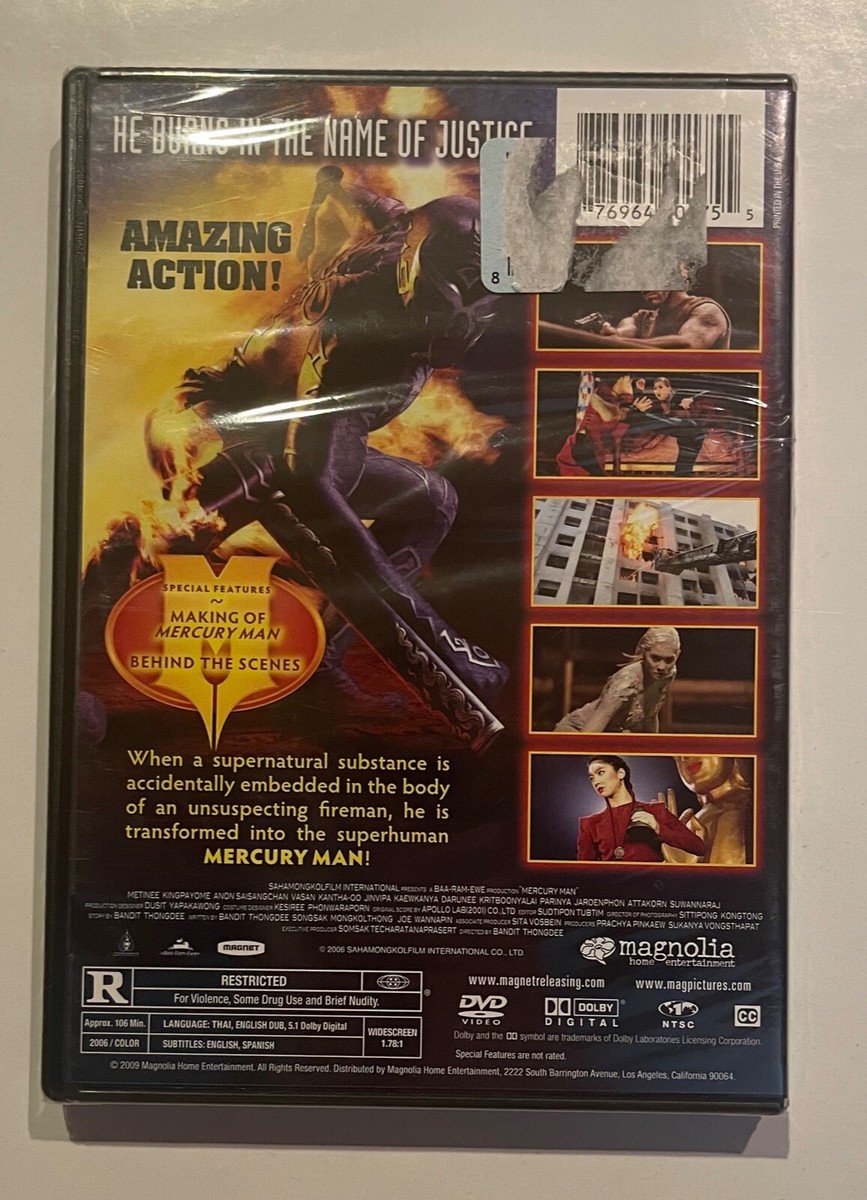 HE BURNS IN THE NAME OF JUSTICE
AMAZING
ACTION!
76964 5
8
PRINTED IN THE U.S.A.
SPECIAL FEATURES
~
MAKING OF
MERCURY MAN
BEHIND THE SCENES
When a supernatural substance is
accidentally embedded in the body
of an unsuspecting fireman, he is
transformed into the superhuman
MERCURY MAN!
SAHAMONGKOLFILM INTERNATIONAL PRESENTS A BAA-RAM-EWE PRODUCTION "MERCURY MAN"
METINEE KINGPAYOME ANON SAISANGCHAN VASAN KANTHA-OO JINVIPA KAEWKANYA DARUNEE KRITBOONYALAI PARINYA JAROENPHON ATTAKORN SUWANNARAJ
PRODUCTION DESIGNER DUSIT YAPAKAWONG COSTUME DESIGNER KESIREE PHONWARAPORN ORIGINAL SCORE BY APOLLO LAB(2001) CO.,LTD EDITOR SUDTIPON TUBTIM DIRECTOR OF PHOTOGRAPHY SITTIPONG KONGTONG
STORY BY BANDIT THONGDEE WRITTEN BY BANDIT THONGDEE SONGSAK MONGKOLTHONG JOE WANNAPIN ASSOCIATE PRODUCER SITA VOSBEIN PRODUCERS PRACHYA PINKAEW SUKANYA VONGSTHAPAT
EXECUTIVE PRODUCER SOMSAK TECHARATANAPRASERT DIRECTED BY BANDIT THONGDEE
MAGNET
© 2006 SAHAMONGKOLFILM INTERNATIONAL CO., LTD.
magnolia
home entertainment
R RESTRICTED ®
For Violence, Some Drug Use and Brief Nudity.
www.magnetreleasing.com www.magpictures.com
Approx. 106 Min. LANGUAGE: THAI, ENGLISH DUB, 5.1 Dolby Digital WIDESCREEN
2006 / COLOR SUBTITLES: ENGLISH, SPANISH 1.78:1
DVD VIDEO DOLBY DIGITAL ® 1 NTSC CC
Dolby and the DD symbol are trademarks of Dolby Laboratories Licensing Corporation.
Special Features are not rated.
© 2009 Magnolia Home Entertainment. All Rights Reserved. Distributed by Magnolia Home Entertainment, 2222 South Barrington Avenue, Los Angeles, California 90064.